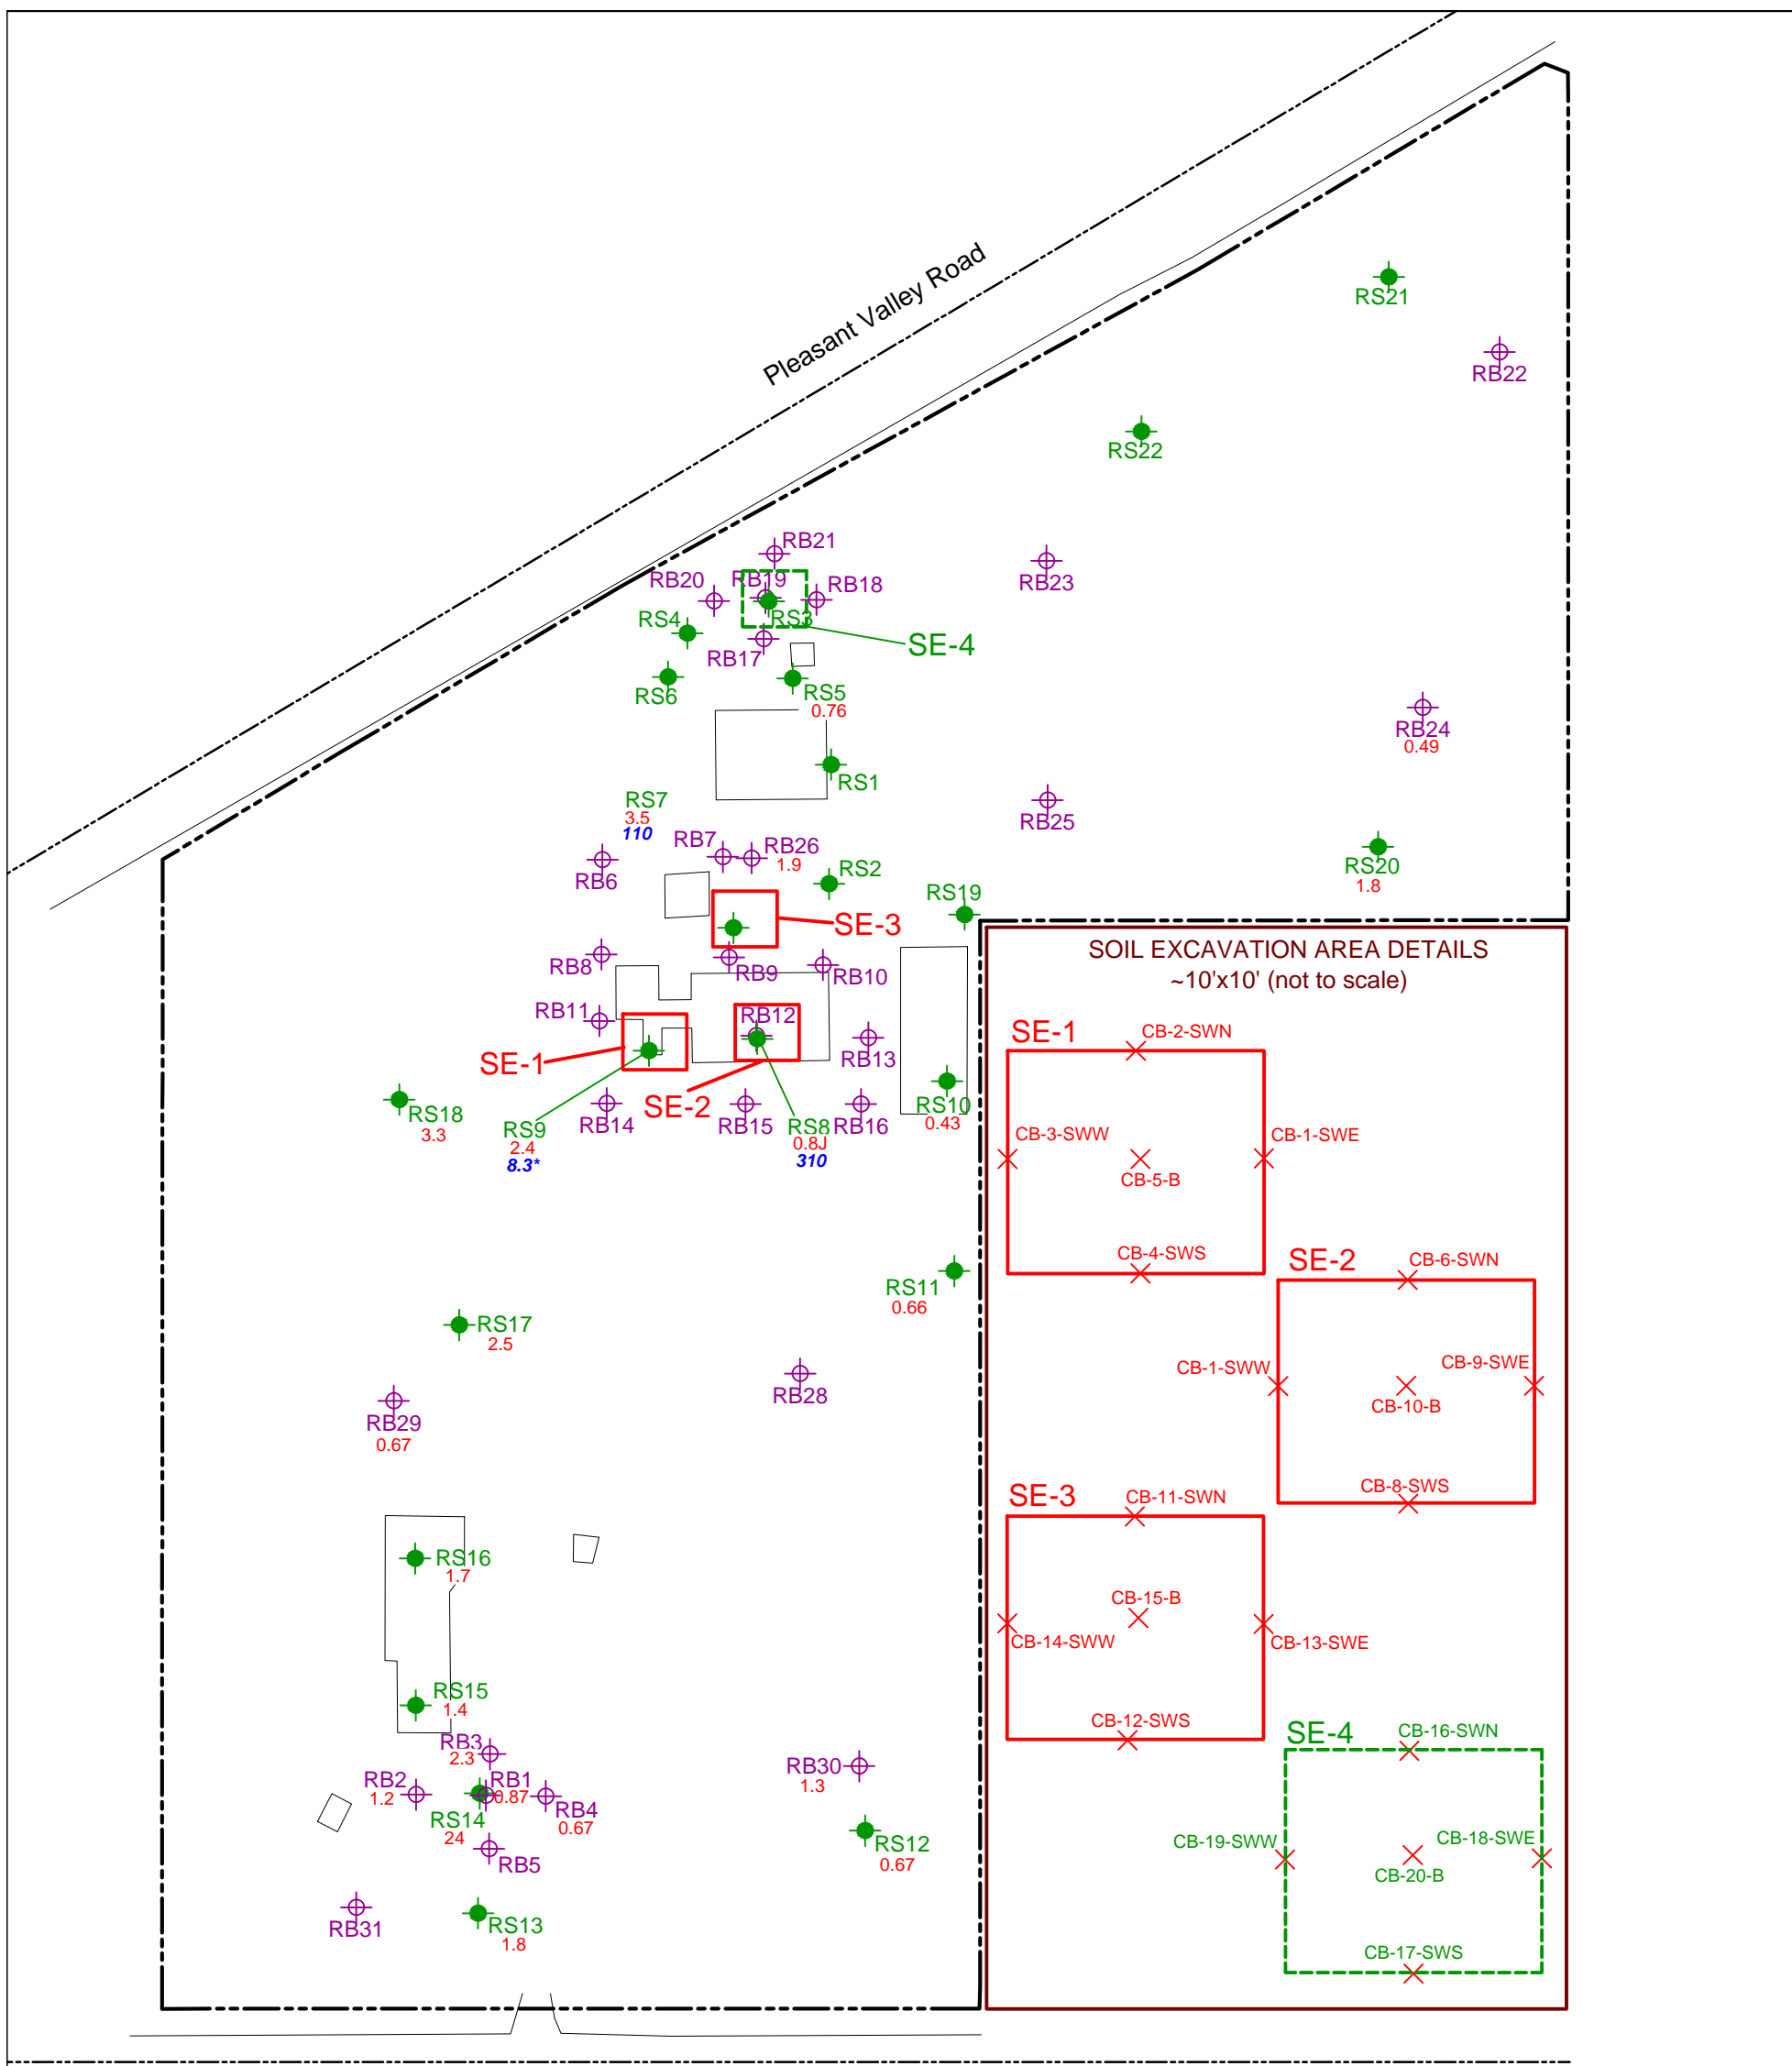 Pleasant Valley Road
RS21
RB22
RS22
RB21
RB23
RB20
RB19
RB18
RS4
RS3
SE-4
RB17
RS6
RS5
0.76
RB24
0.49
RS1
RS7
3.5
110
RB25
RB7
RB26
1.9
RB6
RS2
RS20
1.8
RS19
SE-3
RB8
RB9
RB10
RB11
RB12
RB13
SE-1
SE-2
RS18
3.3
RS9
2.4
8.3*
RB14
RB15
RS8
0.8J
310
RB16
RS10
0.43
RS11
0.66
RS17
2.5
RB28
RB29
0.67
RS16
1.7
RS15
1.4
RB3
2.3
RB2
1.2
RB1
0.87
RS14
24
RB4
0.67
RB5
RB30
1.3
RS12
0.67
RB31
RS13
1.8
SOIL EXCAVATION AREA DETAILS
~10'x10' (not to scale)
SE-1
CB-2-SWN
CB-3-SWW
CB-1-SWE
CB-5-B
CB-4-SWS
SE-2
CB-6-SWN
CB-1-SWW
CB-9-SWE
CB-10-B
CB-8-SWS
SE-3
CB-11-SWN
CB-15-B
CB-14-SWW
CB-13-SWE
CB-12-SWS
SE-4
CB-16-SWN
CB-19-SWW
CB-18-SWE
CB-20-B
CB-17-SWS